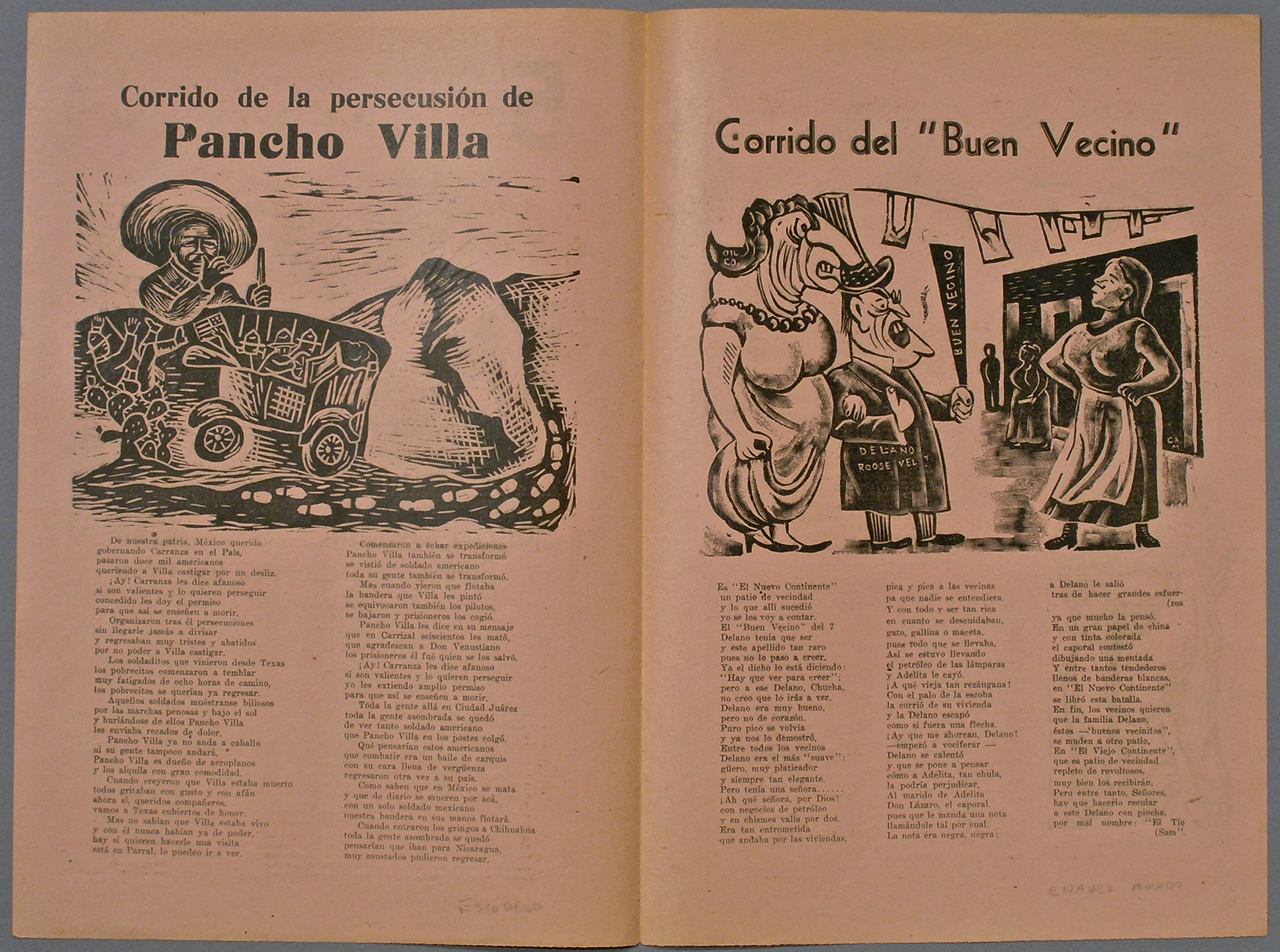 Corrido de la persecusión de
Pancho Villa
De nuestra patria, México querido
gobernando Carranza en el País,
pasaron doce mil americanos
queriendo a Villa castigar por un desliz.
¡Ay! Carranza les dice afanoso
si son valientes y lo quieren perseguir
concedido les doy el permiso
para que así se enseñen a morir.
Organizaron tras él persecuciones
sin llegarle jamás a divisar
y regresaban muy tristes y abatidos
por no poder a Villa castigar.
Los soldaditos que vinieron desde Texas
los pobrecitos comenzaron a temblar
muy fatigados de ocho horas de camino,
los pobrecitos se querían ya regresar.
Aquellos soldados muéstranse biliosos
por las marchas penosas y bajo el sol
y burlándose de ellos Pancho Villa
les enviaba recados de dolor,
Pancho Villa ya no anda a caballo
ni su gente tampoco andará,
Pancho Villa es dueño de aeroplanos
y los alquila con gran comodidad.
Cuando creyeron que Villa estaba muerto
todos gritaban con gusto y con afán
ahora sí, queridos compañeros,
vamos a Texas cubiertos de honor.
Mas no sabían que Villa estaba vivo
y con él nunca habían ya de poder,
hay si quieren hacerle una visita
está en Parral, lo pueden ir a ver.
Comenzaron a echar expediciones
Pancho Villa también se transformó
se vistió de soldado americano
toda su gente también se transformó.
Mas cuando vieron que flotaba
la bandera que Villa les pintó
se equivocaron también los pilotos,
se bajaron y prisioneros los cogió.
Pancho Villa les dice en su mensaje
que en Carrizal seiscientos les mató,
que agradezcan a Don Venustiano
los prisioneros él fué quien se los salvó.
¡Ay! Carranza les dice afanoso
si son valientes y lo quieren perseguir
yo les extiendo amplio permiso
para que así se enseñen a morir.
Toda la gente allá en Ciudad Juárez
toda la gente asombrada se quedó
de ver tanto soldado americano
que Pancho Villa en los postes colgó.
Qué pensarían estos americanos
que combatir era un baile de carquis
con su cara llena de vergüenza
regresaron otra vez a su país.
Como saben que en México se mata
y que de diario se mueren por acá,
con un solo soldado mexicano
nuestra bandera en sus manos flotará.
Cuando entraron los gringos a Chihuahua
toda la gente asombrada se quedó
pensarían que iban para Nicaragua,
muy asustados pudieron regresar.
ESCOBEDO
Corrido del "Buen Vecino"
OIL
CO
BUEN VECINO
DELANO
ROOSEVELT
CH
Es "El Nuevo Continente"
un patio de vecindad
y lo que allí sucedió
yo se los voy a contar.
El "Buen Vecino" del 7
Delano tenía que ser
y este apellido tan raro
pues no lo paso a creer.
Ya el dicho lo está diciendo:
"Hay que ver para creer";
pero a ese Delano, Chucha,
no creo que lo irás a ver.
Delano era muy bueno,
pero no de corazón.
Puro pico se volvía
y ya nos lo demostró.
Entre todos los vecinos
Delano era el más "suave":
güero, muy platicador
y siempre tan elegante.
Pero tenía una señora......
¡Ah qué señora, por Dios!
con negocios de petróleo
y en chismes valía por dos.
Era tan entrometida
que andaba por las viviendas,
pica y pica a las vecinas
pa que nadie se entendiera.
Y con todo y ser tan rica
en cuanto se descuidaban,
gato, gallina o maceta,
pues todo que se llevaba.
Así se estuvo llevando
el petróleo de las lámparas
y Adelita le cayó.
¡A qué vieja tan rezángana!
Con el palo de la escoba
la corrió de su vivienda
y la Delano escapó
como si fuera una flecha.
¡Ay que me ahorcan, Delano!
—empezó a vociferar —
Delano se calentó
y que se pone a pensar
cómo a Adelita, tan chula,
la podría perjudicar,
Al marido de Adelita
Don Lázaro, el caporal,
pues que le manda una nota
llamándole tal por cual,
La nota era negra, negra;
a Delano le salió
tras de hacer grandes esfuer-
(zos
ya que mucho la pensó.
En un gran papel de china
y con tinta colorada
el caporal contestó
dibujando una mentada
Y entre tantos tendederos
llenos de banderas blancas,
en "El Nuevo Continente"
se libró esta batalla.
En fin, los vecinos quieren
que la familia Delano,
éstos —"buenos vecinitos",
se muden a otro patio,
En "El Viejo Continente",
que es patio de vecindad
repleto de revoltosos,
muy bien los recibirán.
Pero entre tanto, Señores,
hay que hacerlo recular
a este Delano con piocha,
por mal nombre: "El Tío
(Sam".
CHAVEZ MORADO